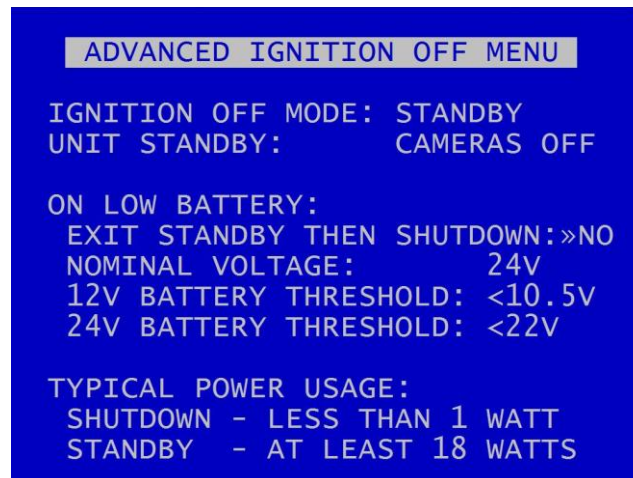 ADVANCED IGNITION OFF MENU
IGNITION OFF MODE: STANDBY
UNIT STANDBY: CAMERAS OFF
ON LOW BATTERY:
EXIT STANDBY THEN SHUTDOWN:»NO
NOMINAL VOLTAGE: 24V
12V BATTERY THRESHOLD: <10.5V
24V BATTERY THRESHOLD: <22V
TYPICAL POWER USAGE:
SHUTDOWN - LESS THAN 1 WATT
STANDBY - AT LEAST 18 WATTS